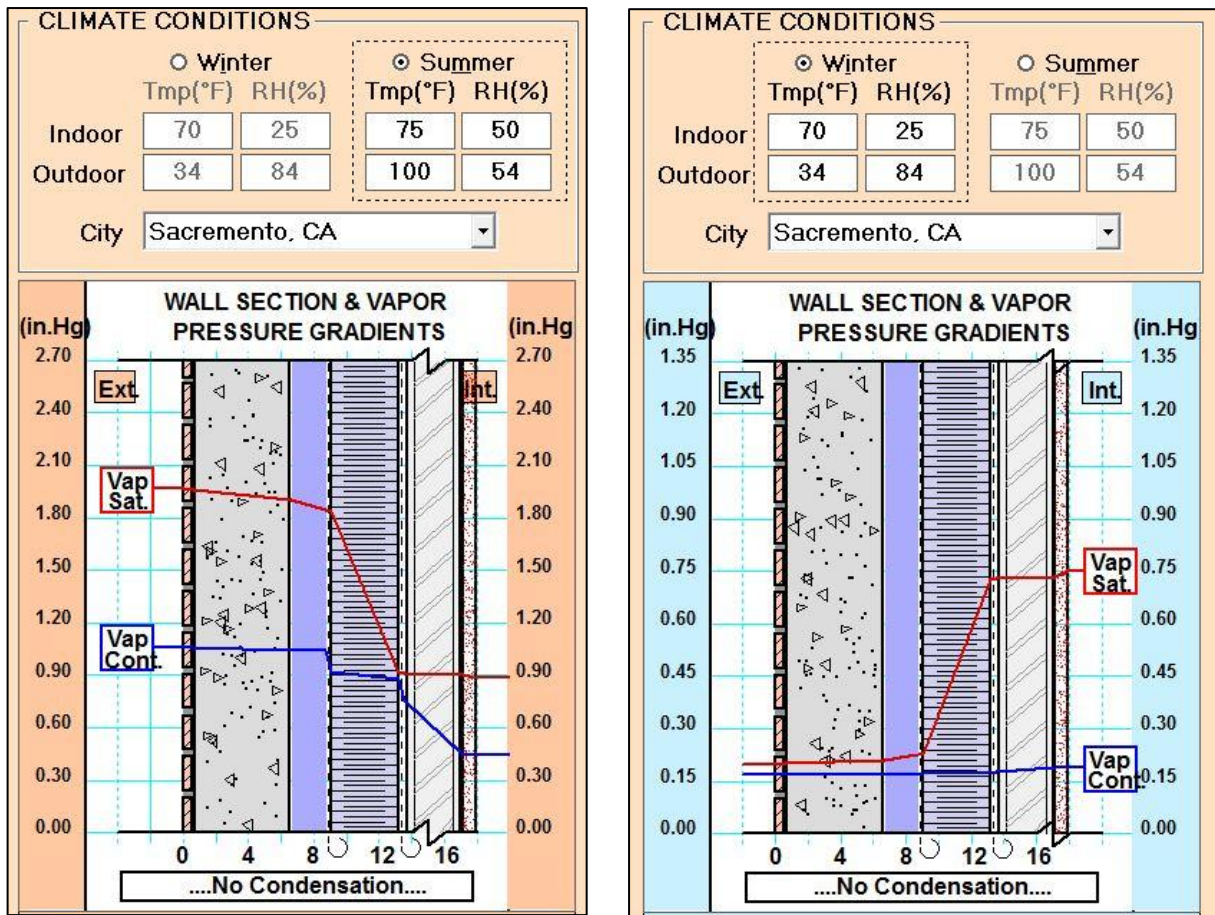 CLIMATE CONDITIONS
Winter Summer
Tmp(°F) RH(%) Tmp(°F) RH(%)
Indoor 70 25 75 50
Outdoor 34 84 100 54
City Sacremento, CA
WALL SECTION & VAPOR
PRESSURE GRADIENTS
(in.Hg) (in.Hg)
2.70 2.70
Ext. Int.
2.40 2.40
2.10 2.10
Vap
Sat.
1.80 1.80
1.50 1.50
1.20 1.20
Vap
Cont.
0.90 0.90
0.60 0.60
0.30 0.30
0.00 0.00
0 4 8 12 16
....No Condensation....
CLIMATE CONDITIONS
Winter Summer
Tmp(°F) RH(%) Tmp(°F) RH(%)
Indoor 70 25 75 50
Outdoor 34 84 100 54
City Sacremento, CA
WALL SECTION & VAPOR
PRESSURE GRADIENTS
(in.Hg) (in.Hg)
1.35 1.35
Ext. Int.
1.20 1.20
1.05 1.05
0.90 0.90
0.75 0.75
Vap
Sat.
0.60 0.60
0.45 0.45
0.30 0.30
Vap
Cont.
0.15 0.15
0.00 0.00
0 4 8 12 16
....No Condensation....